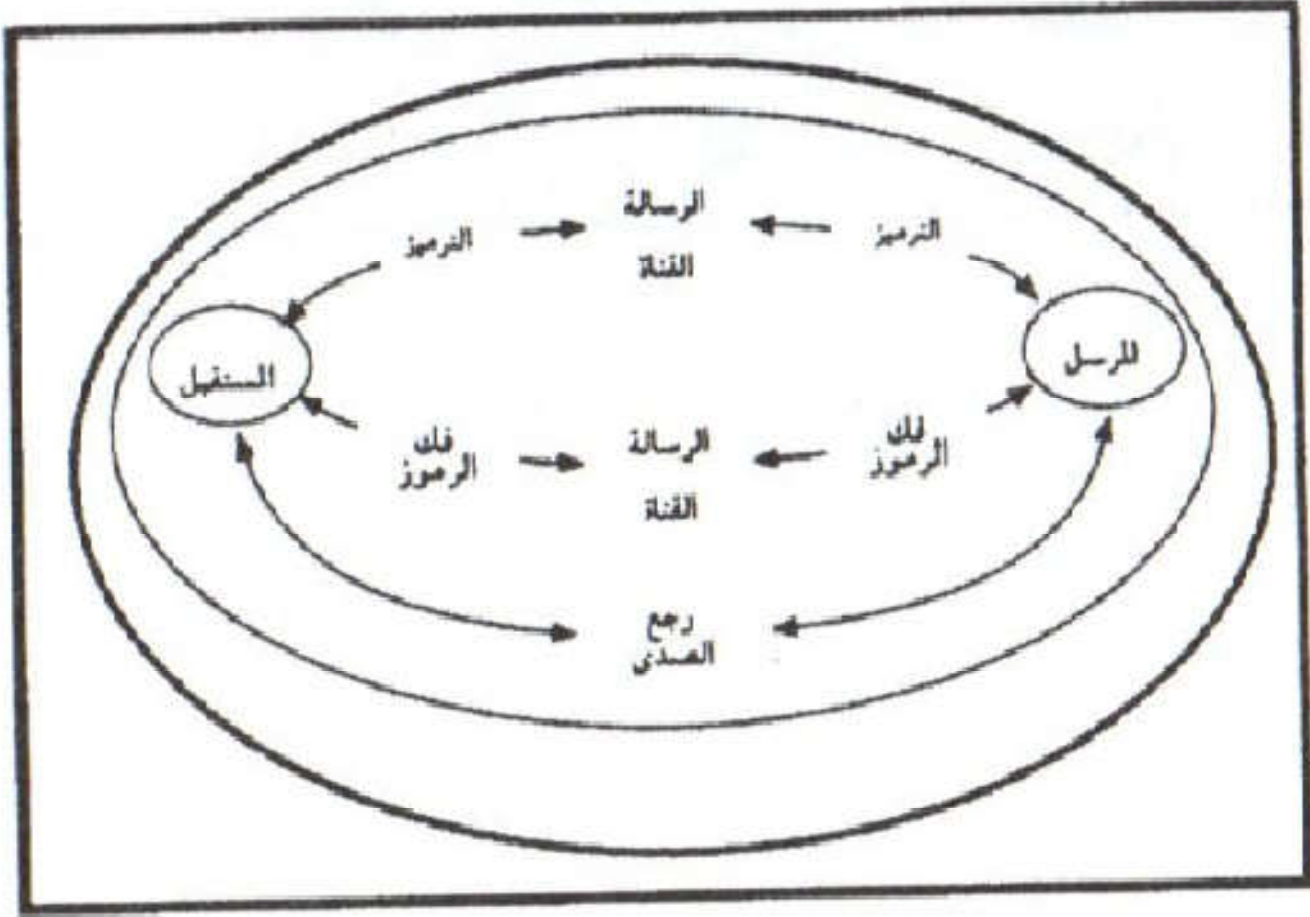 الرسالة
الترميز
الترميز
القناة
المرسل
المستقبل
فك
الرموز
الرسالة
فك
الرموز
القناة
رجع
الصدى